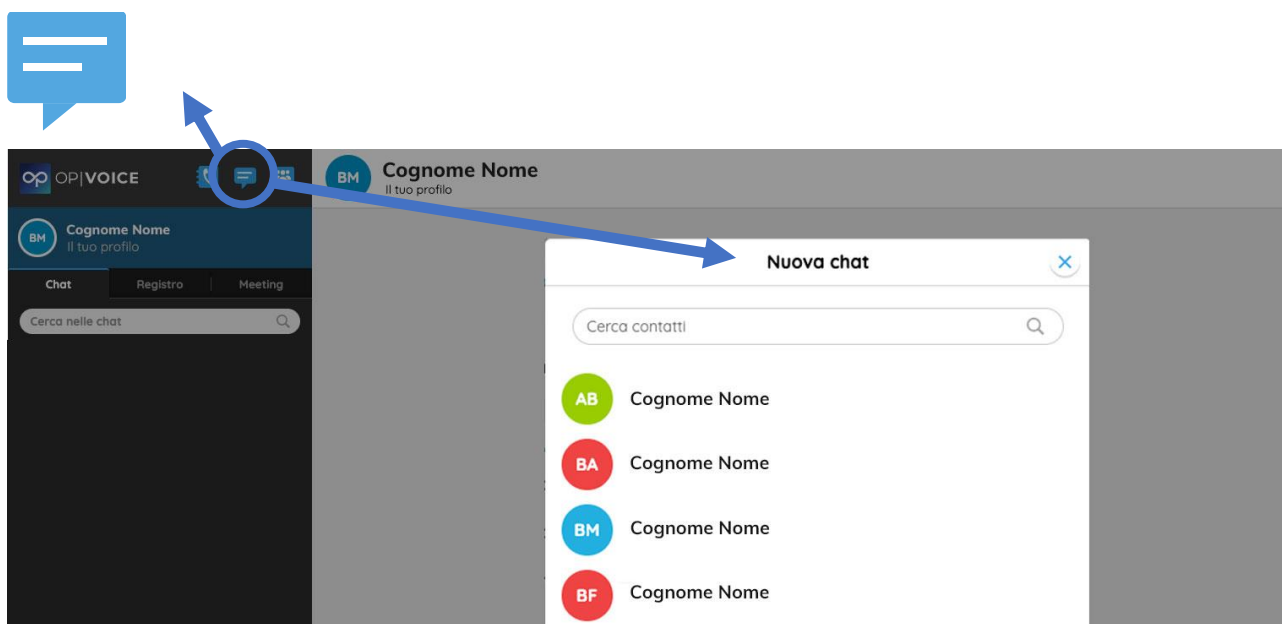 op OP|VOICE
BM Cognome Nome
Il tuo profilo
BM Cognome Nome
Il tuo profilo
Chat Registro Meeting
Cerca nelle chat
Nuova chat
Cerca contatti
AB Cognome Nome
BA Cognome Nome
BM Cognome Nome
BF Cognome Nome